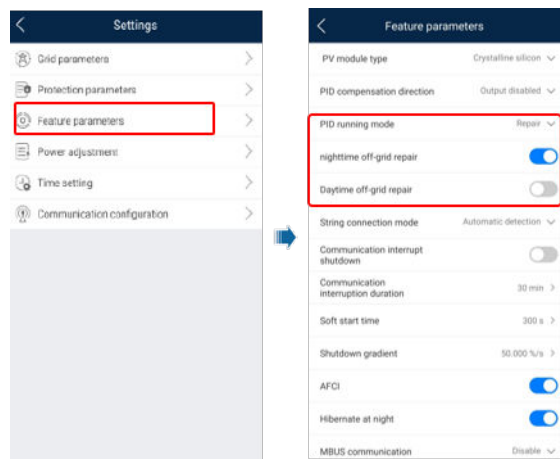 Settings
Grid parameters
Protection parameters
Feature parameters
Power adjustment
Time setting
Communication configuration
Feature parameters
PV module type
Crystalline silicon
PID compensation direction
Output disabled
PID running mode
Repair
nighttime off-grid repair
Daytime off-grid repair
String connection mode
Automatic detection
Communication interrupt
shutdown
Communication
interruption duration
30 min
Soft start time
300 s
Shutdown gradient
50.000 %/s
AFCI
Hibernate at night
MBUS communication
Disable